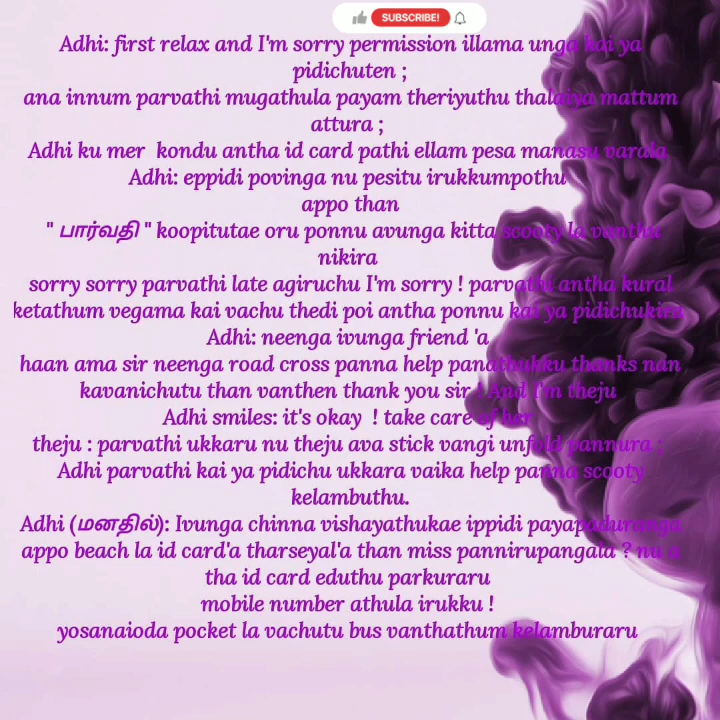 SUBSCRIBE!
Adhi: first relax and I'm sorry permission illama unga kai ya
pidichuten ;
ana innum parvathi mugathula payam theriyuthu thalaiya mattum
attura ;
Adhi ku mer kondu antha id card pathi ellam pesa manasu varala
Adhi: eppidi povinga nu pesitu irukkumpothu
appo than
" பார்வதி " koopitutae oru ponnu avunga kitta scooty la vanthu
nikira
sorry sorry parvathi late agiruchu I'm sorry ! parvathi antha kural
ketathum vegama kai vachu thedi poi antha ponnu kai ya pidichukira
Adhi: neenga ivunga friend 'a
haan ama sir neenga road cross panna help panathukku thanks nan
kavanichutu than vanthen thank you sir ! And I'm theju
Adhi smiles: it's okay ! take care of her
theju : parvathi ukkaru nu theju ava stick vangi unfold pannura ;
Adhi parvathi kai ya pidichu ukkara vaika help panna scooty
kelambuthu.
Adhi (மனதில்): Ivunga chinna vishayathukae ippidi payapaduranga
appo beach la id card'a tharseyal'a than miss pannirupangala ? nu a
tha id card eduthu parkuraru
mobile number athula irukku !
yosanaioda pocket la vachutu bus vanthathum kelamburaru